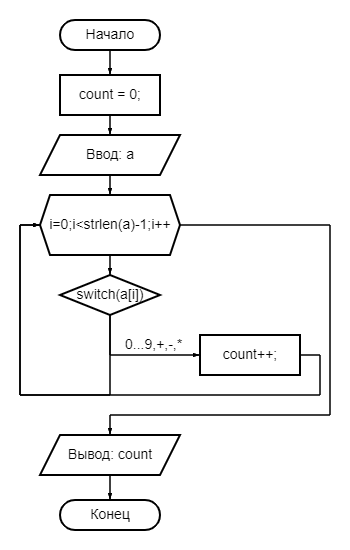 Начало
count = 0;
Ввод: a
i=0;i<strlen(a)-1;i++
switch(a[i])
0...9,+,-,*
count++;
Вывод: count
Конец